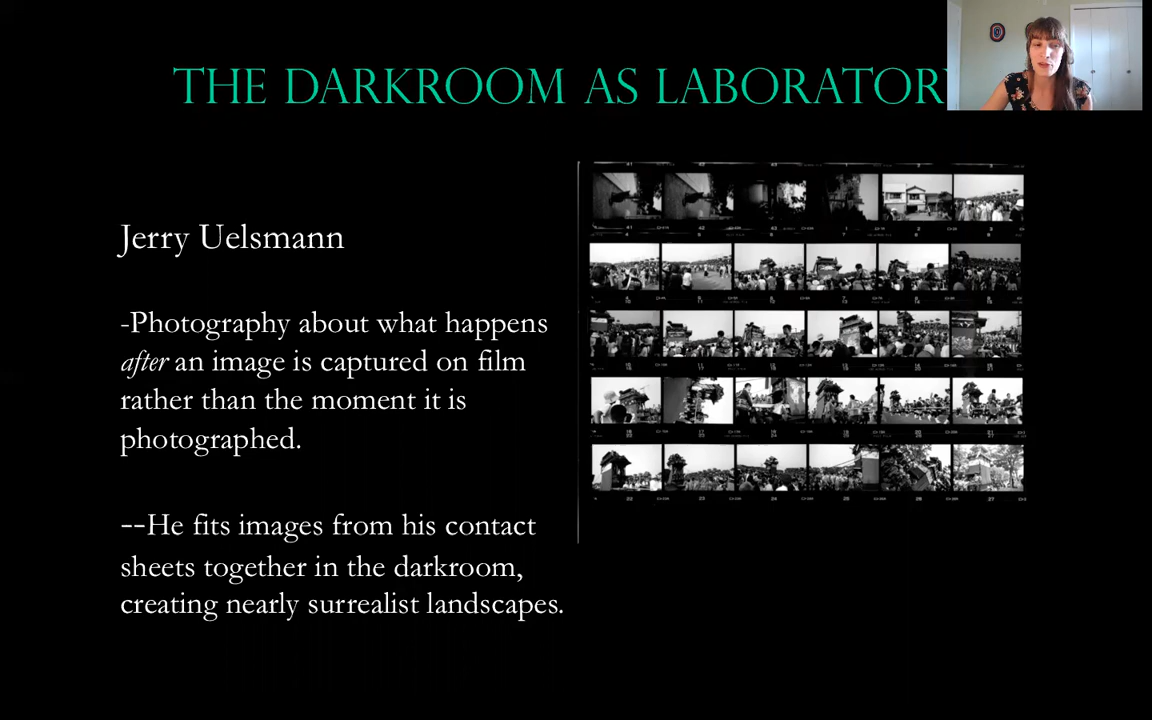 THE DARKROOM AS LABORATOR
Jerry Uelsmann
-Photography about what happens
after an image is captured on film
rather than the moment it is
photographed.
--He fits images from his contact
sheets together in the darkroom,
creating nearly surrealist landscapes.